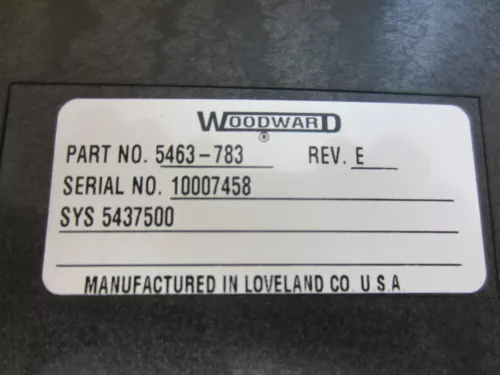 WOODWARD
®
PART NO. 5463-783 REV. E
SERIAL NO. 10007458
SYS 5437500
MANUFACTURED IN LOVELAND CO. U.S.A